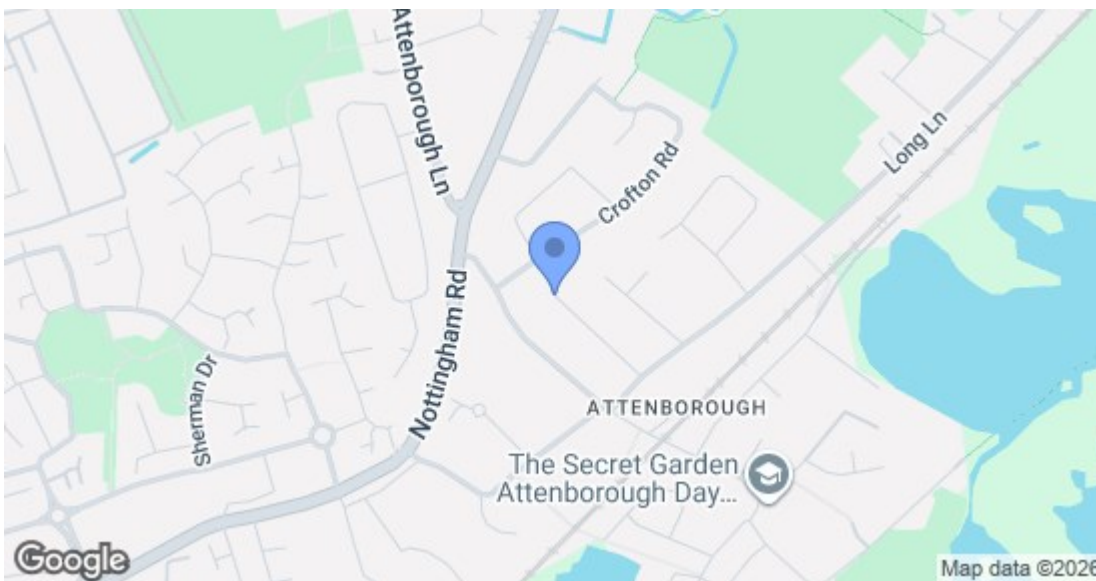 Attenborough Ln
Long Ln
Crofton Rd
Nottingham Rd
Sherman Dr
ATTENBOROUGH
The Secret Garden
Attenborough Day...
Google
Map data ©2026